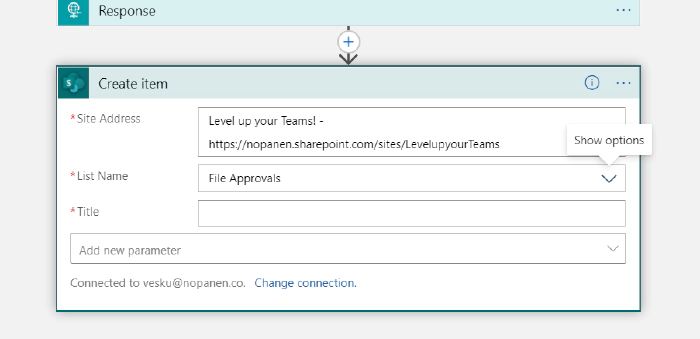 Response
Create item
* Site Address
Level up your Teams! -
https://nopanen.sharepoint.com/sites/LevelupyourTeams
Show options
* List Name
File Approvals
* Title
Add new parameter
Connected to vesku@nopanen.co. Change connection.